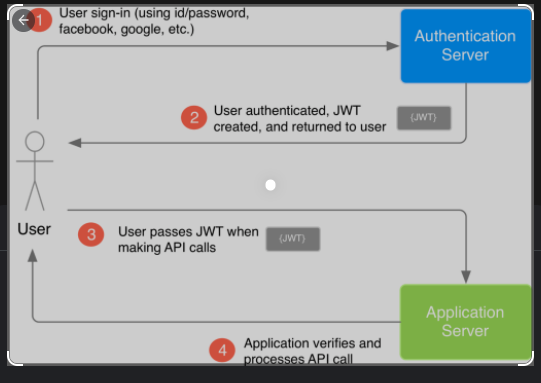 1
User sign-in (using id/password,
facebook, google, etc.)
Authentication
Server
2
User authenticated, JWT
created, and returned to user
{JWT}
User
3
User passes JWT when
making API calls
{JWT}
Application
Server
4
Application verifies and
processes API call